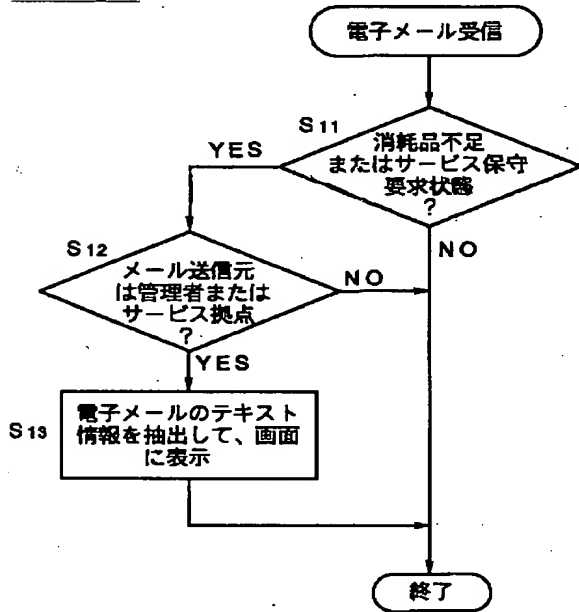 電子メール受信
S11
消耗品不足
またはサービス保守
要求状態
?
YES
NO
S12
メール送信元
は管理者または
サービス拠点
?
NO
YES
S13
電子メールのテキスト
情報を抽出して、画面
に表示
終了